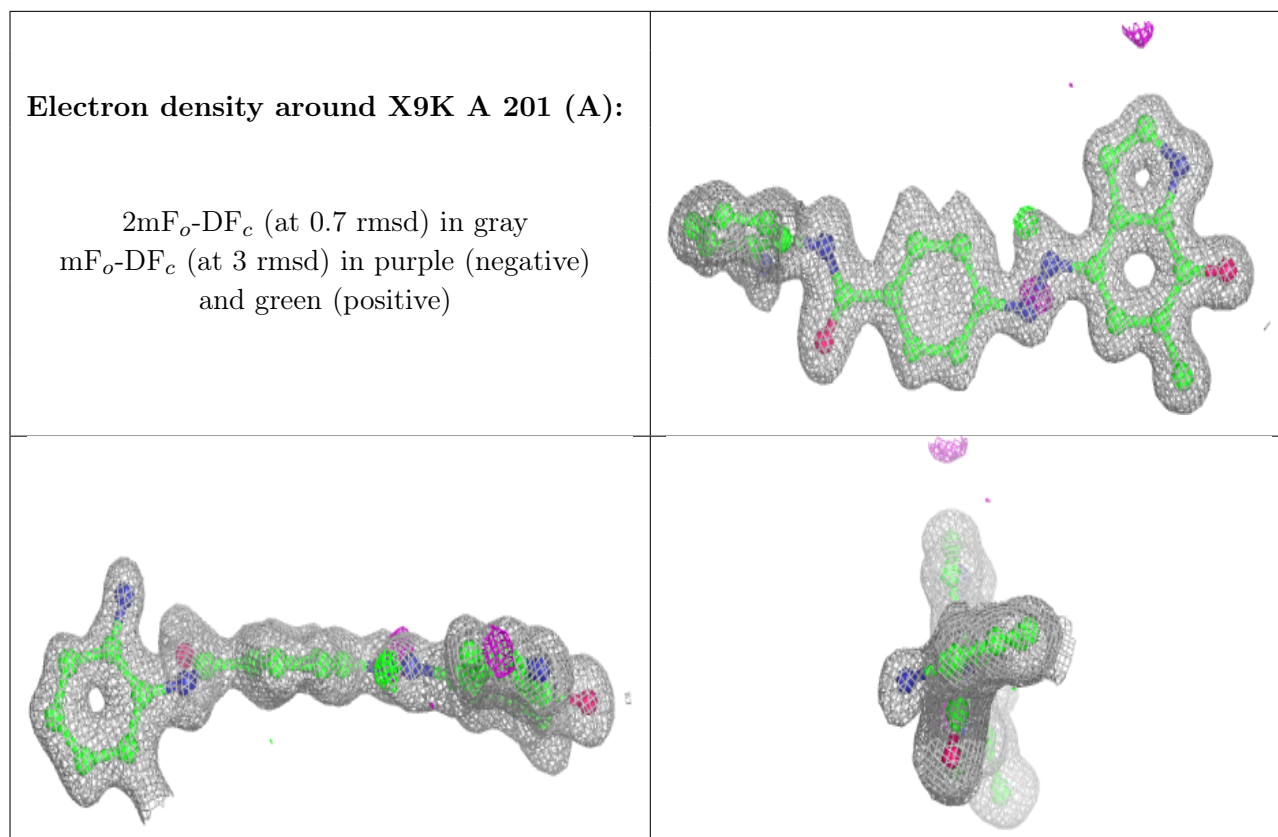 Electron density around X9K A 201 (A):
2mFₒ-DF𝒸 (at 0.7 rmsd) in gray
mFₒ-DF𝒸 (at 3 rmsd) in purple (negative)
and green (positive)